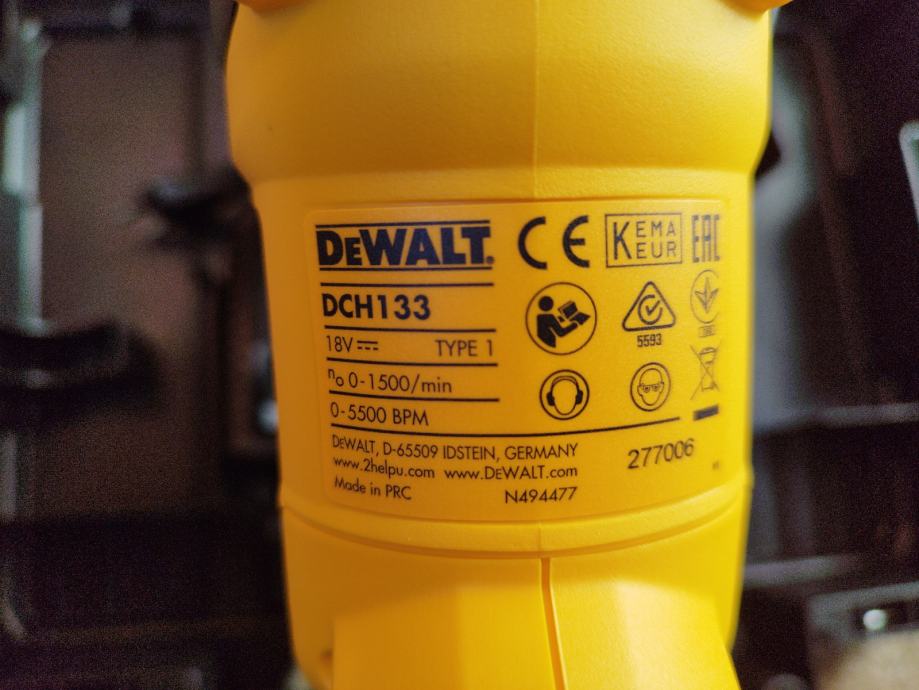 DEWALT®
CE KEMA EUR EAC
DCH133
18V TYPE 1
5593
n₀ 0-1500/min
0-5500 BPM
DEWALT, D-65509 IDSTEIN, GERMANY
www.2helpu.com www.DEWALT.com
277006
Made in PRC N494477